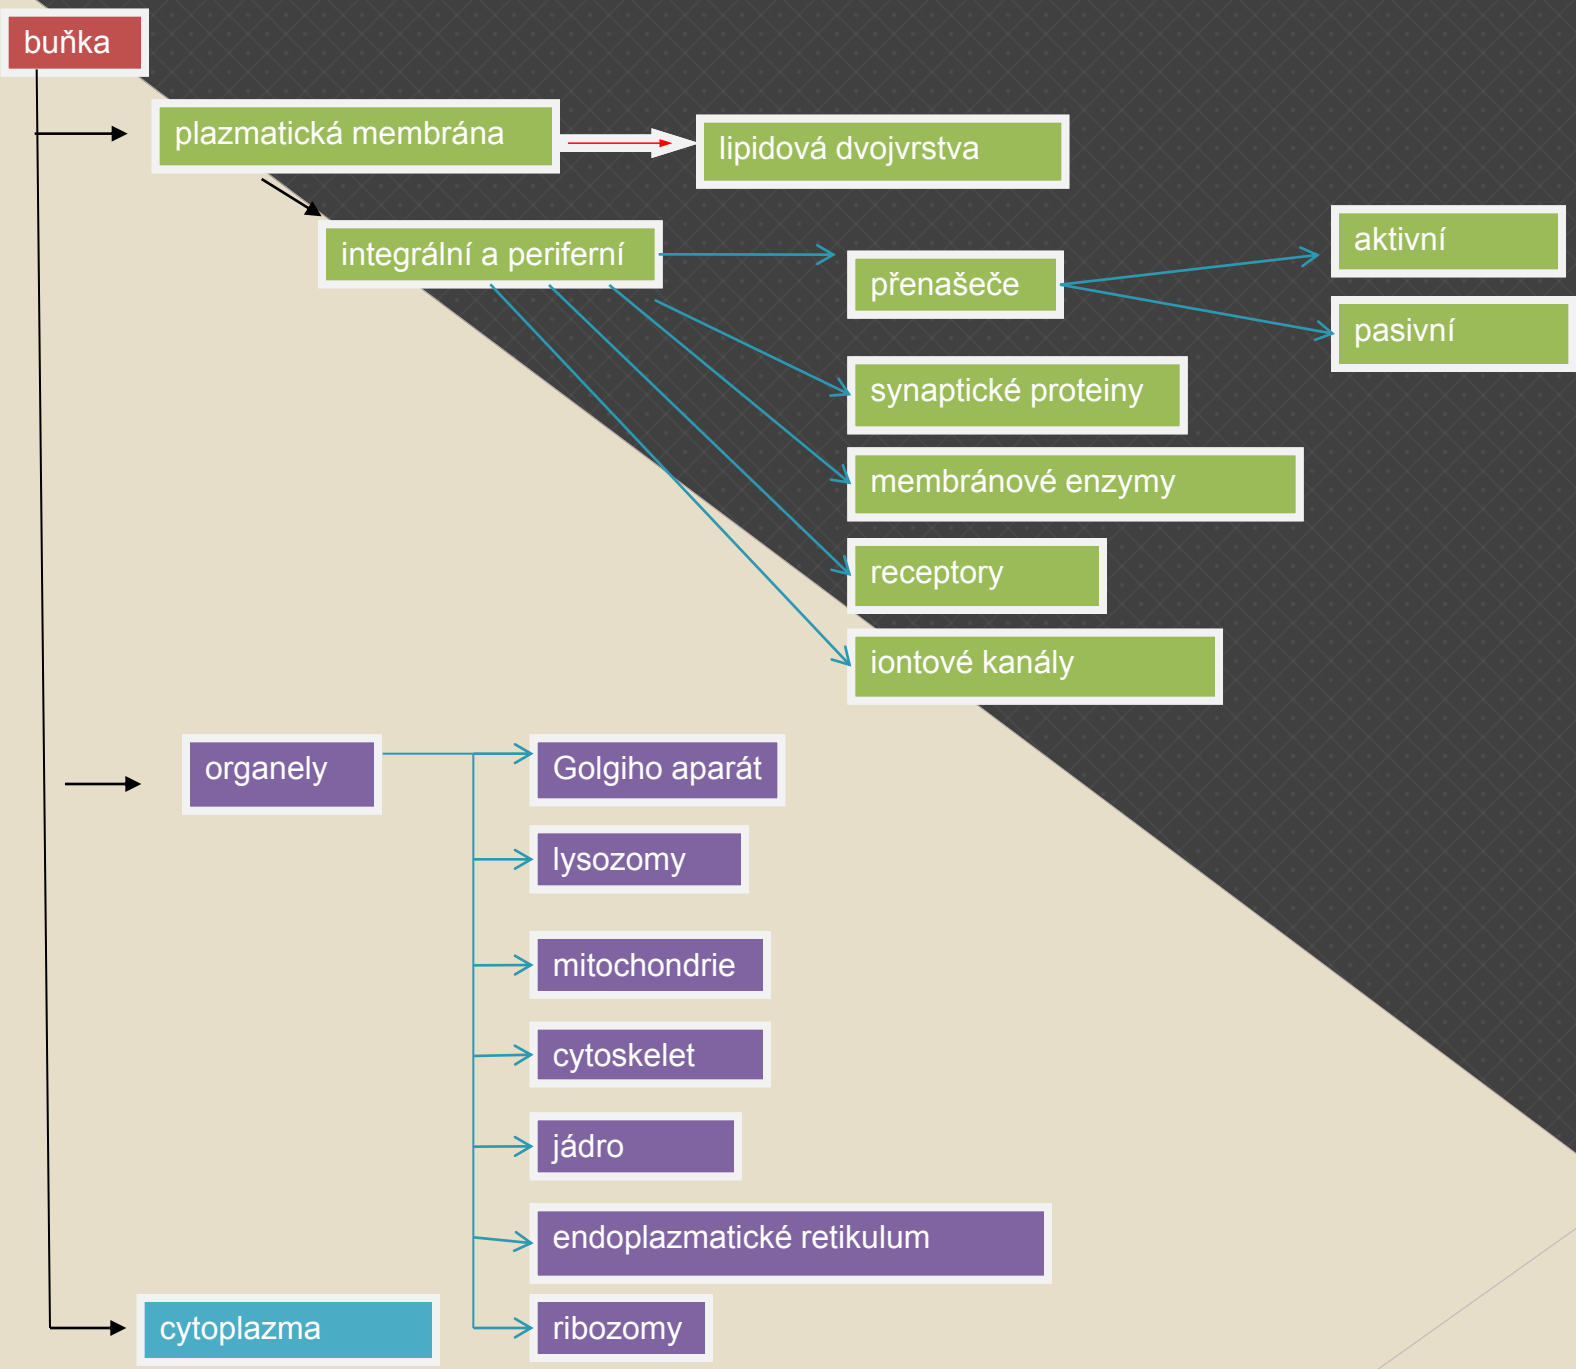 buňka
plazmatická membrána
lipidová dvojvrstva
integrální a periferní
přenašeče
aktivní
pasivní
synaptické proteiny
membránové enzymy
receptory
iontové kanály
organely
Golgiho aparát
lysozomy
mitochondrie
cytoskelet
jádro
endoplazmatické retikulum
ribozomy
cytoplazma